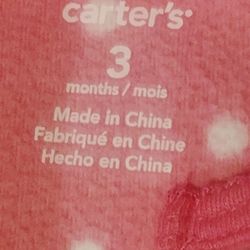 carter's
3
months / mois
Made in China
Fabriqué en Chine
Hecho en China